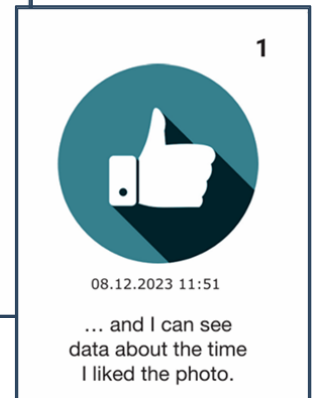 1
08.12.2023 11:51
... and I can see
data about the time
I liked the photo.